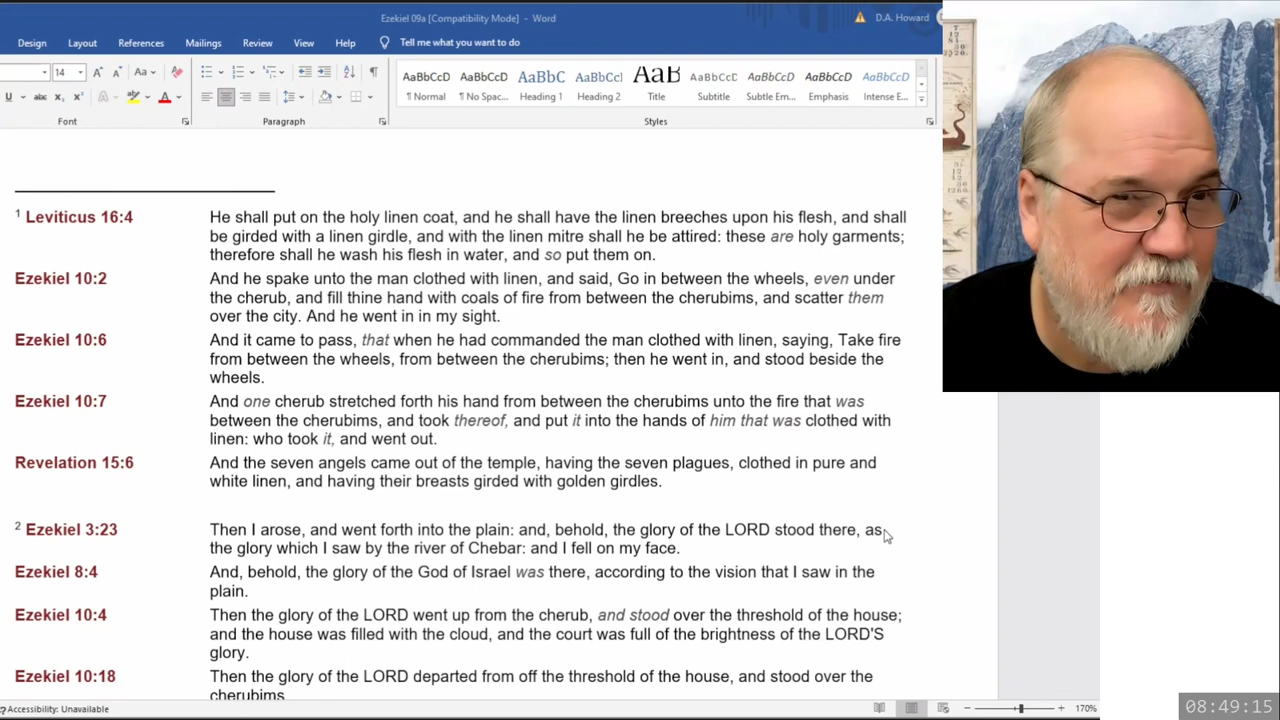 Ezekiel 09a [Compatibility Mode] - Word
D.A. Howard
Design Layout References Mailings Review View Help Tell me what you want to do
14 Aa
AaBbCcD AaBbCcD AaBbC AaBbCcI AaB AaBbCcD AaBbCcD AaBbCcD AaBbCcD
U abc x₂ x² A A
¶ Normal ¶ No Spac... Heading 1 Heading 2 Title Subtitle Subtle Em... Emphasis Intense E...
Font Paragraph Styles
1 Leviticus 16:4 He shall put on the holy linen coat, and he shall have the linen breeches upon his flesh, and shall
be girded with a linen girdle, and with the linen mitre shall he be attired: these are holy garments;
therefore shall he wash his flesh in water, and so put them on.
Ezekiel 10:2 And he spake unto the man clothed with linen, and said, Go in between the wheels, even under
the cherub, and fill thine hand with coals of fire from between the cherubims, and scatter them
over the city. And he went in in my sight.
Ezekiel 10:6 And it came to pass, that when he had commanded the man clothed with linen, saying, Take fire
from between the wheels, from between the cherubims; then he went in, and stood beside the
wheels.
Ezekiel 10:7 And one cherub stretched forth his hand from between the cherubims unto the fire that was
between the cherubims, and took thereof, and put it into the hands of him that was clothed with
linen: who took it, and went out.
Revelation 15:6 And the seven angels came out of the temple, having the seven plagues, clothed in pure and
white linen, and having their breasts girded with golden girdles.
2 Ezekiel 3:23 Then I arose, and went forth into the plain: and, behold, the glory of the LORD stood there, as
the glory which I saw by the river of Chebar: and I fell on my face.
Ezekiel 8:4 And, behold, the glory of the God of Israel was there, according to the vision that I saw in the
plain.
Ezekiel 10:4 Then the glory of the LORD went up from the cherub, and stood over the threshold of the house;
and the house was filled with the cloud, and the court was full of the brightness of the LORD'S
glory.
Ezekiel 10:18 Then the glory of the LORD departed from off the threshold of the house, and stood over the
cherubims.
Accessibility: Unavailable
170%
08:49:15